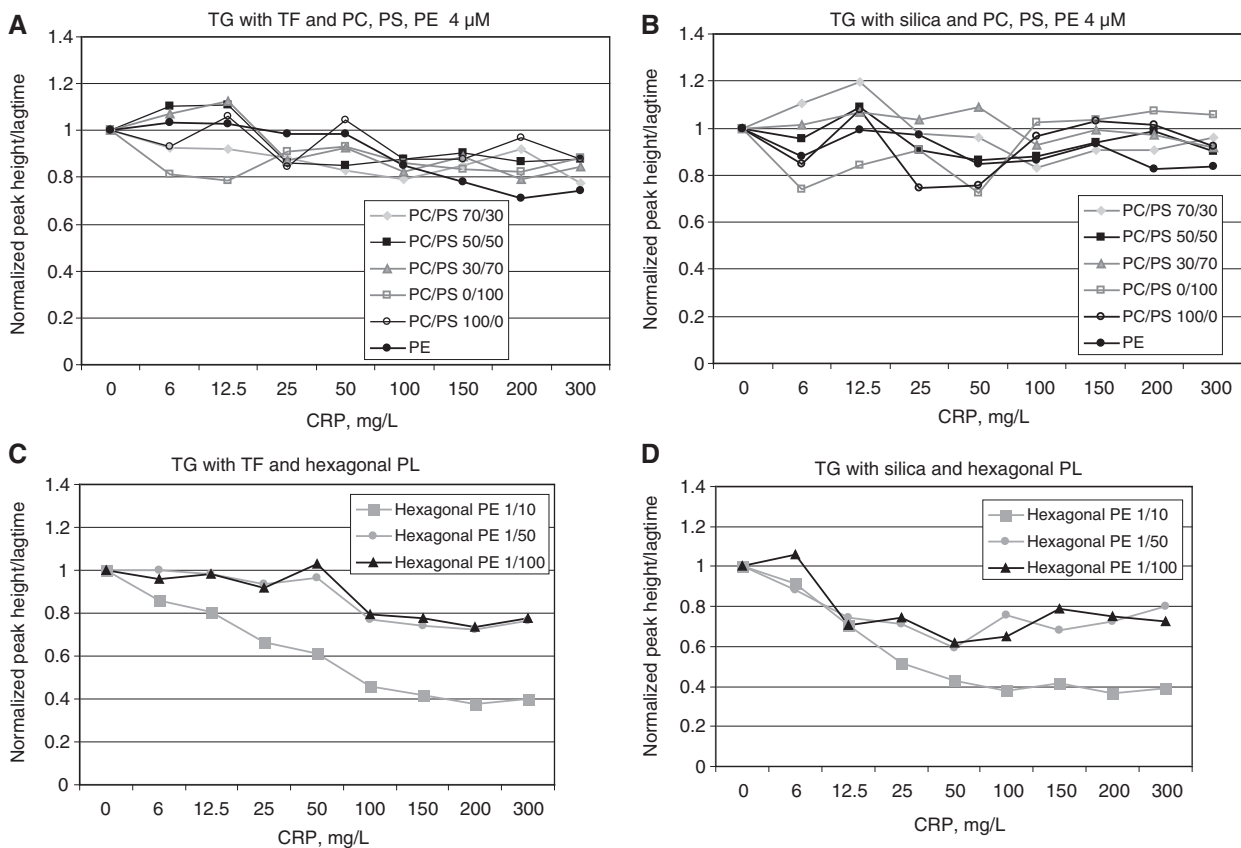 A
TG with TF and PC, PS, PE 4 µM
Normalized peak height/lagtime
1.4
1.2
1
0.8
0.6
0.4
0.2
0
PC/PS 70/30
PC/PS 50/50
PC/PS 30/70
PC/PS 0/100
PC/PS 100/0
PE
0 6 12.5 25 50 100 150 200 300
CRP, mg/L
B
TG with silica and PC, PS, PE 4 µM
Normalized peak height/lagtime
1.4
1.2
1
0.8
0.6
0.4
0.2
0
PC/PS 70/30
PC/PS 50/50
PC/PS 30/70
PC/PS 0/100
PC/PS 100/0
PE
0 6 12.5 25 50 100 150 200 300
CRP, mg/L
C
TG with TF and hexagonal PL
Normalized peak height/lagtime
1.4
1.2
1
0.8
0.6
0.4
0.2
0
Hexagonal PE 1/10
Hexagonal PE 1/50
Hexagonal PE 1/100
0 6 12.5 25 50 100 150 200 300
CRP, mg/L
D
TG with silica and hexagonal PL
Normalized peak height/lagtime
1.4
1.2
1
0.8
0.6
0.4
0.2
0
Hexagonal PE 1/10
Hexagonal PE 1/50
Hexagonal PE 1/100
0 6 12.5 25 50 100 150 200 300
CRP, mg/L